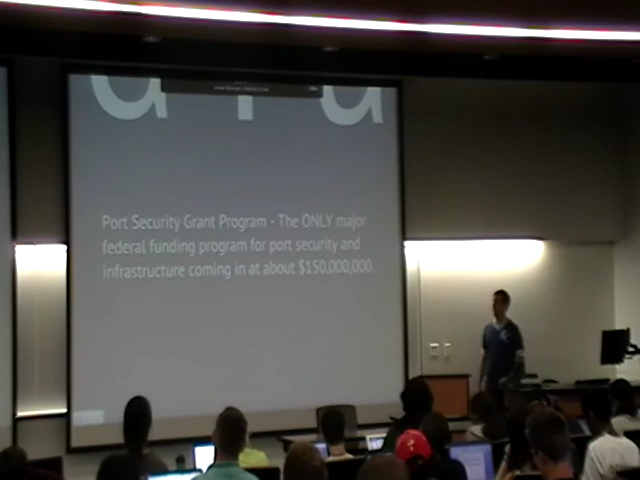 Port Security Grant Program - The ONLY major
federal funding program for port security and
infrastructure coming in at about $150,000,000.